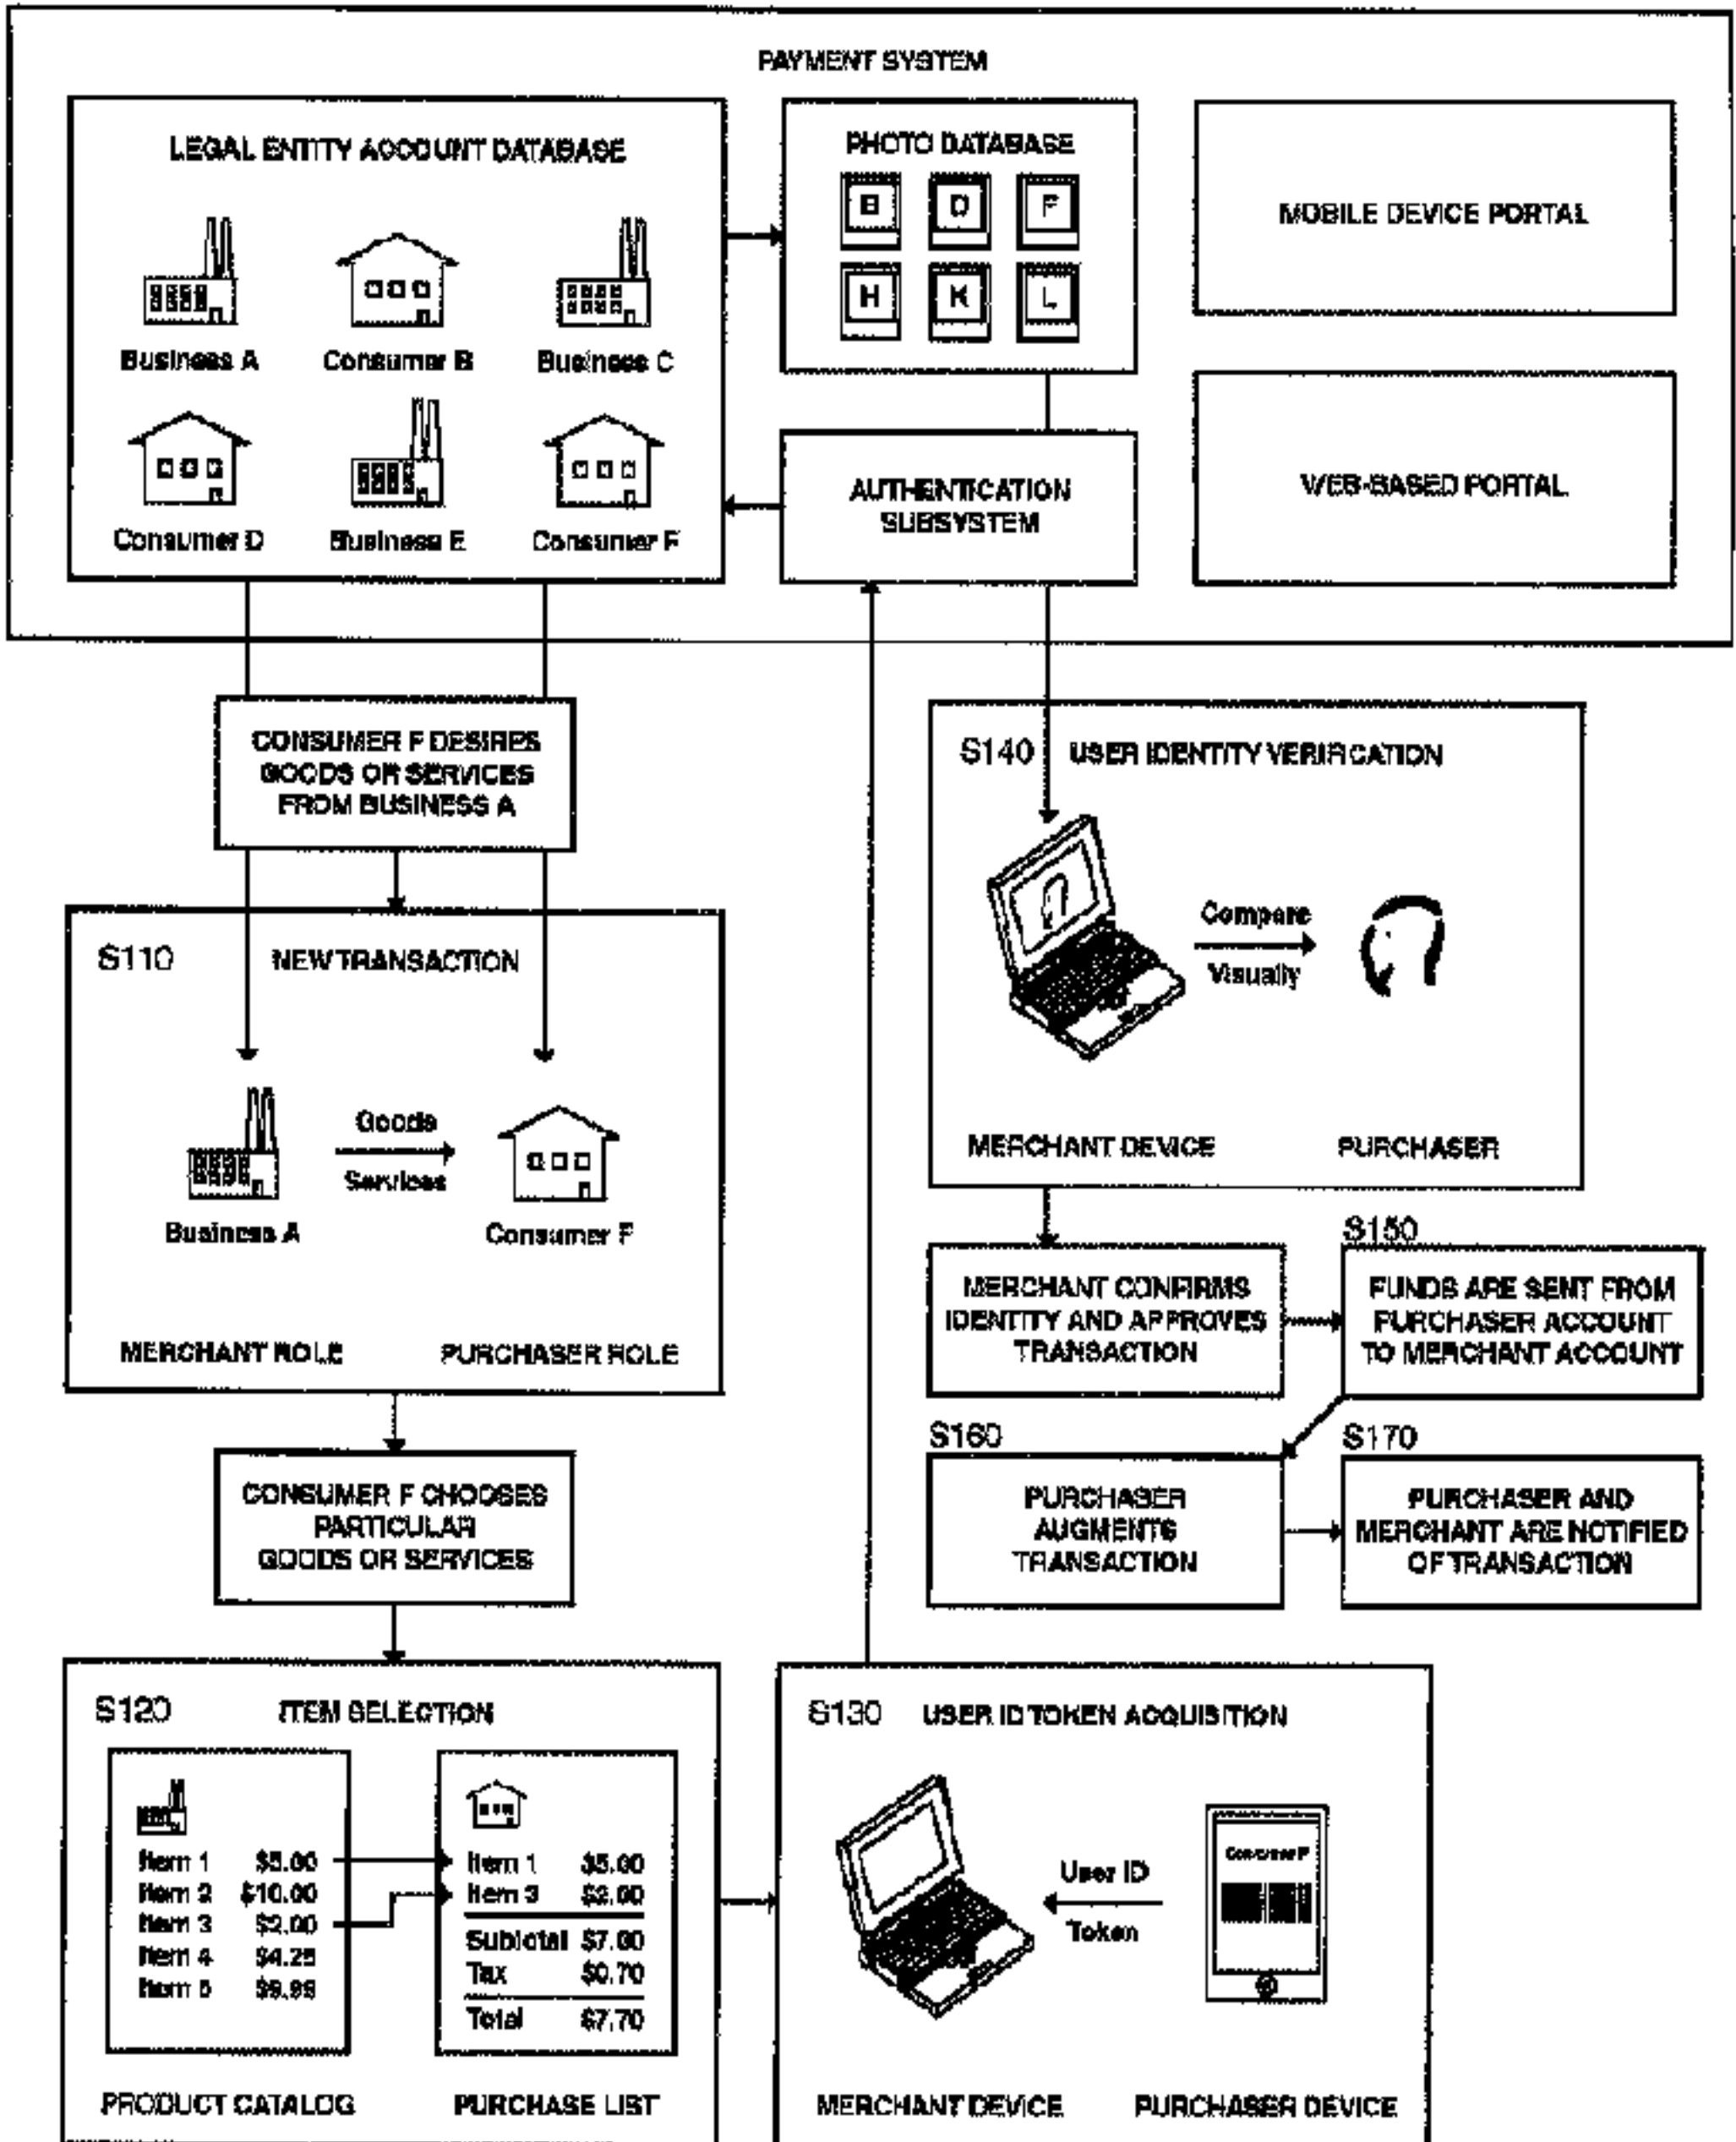 PAYMENT SYSTEM
LEGAL ENTITY ACCOUNT DATABASE
Business A
Consumer B
Business C
Consumer D
Business E
Consumer F
PHOTO DATABASE
B D F
H K L
AUTHENTICATION
SUBSYSTEM
MOBILE DEVICE PORTAL
WEB-BASED PORTAL
CONSUMER F DESIRES
GOODS OR SERVICES
FROM BUSINESS A
S110 NEW TRANSACTION
Goods
Services
Business A
Consumer F
MERCHANT ROLE
PURCHASER ROLE
CONSUMER F CHOOSES
PARTICULAR
GOODS OR SERVICES
S120 ITEM SELECTION
Item 1 $5.00
Item 2 $10.00
Item 3 $2.00
Item 4 $4.25
Item 5 $9.99
PRODUCT CATALOG
Item 1 $5.00
Item 3 $2.00
Subtotal $7.00
Tax $0.70
Total $7.70
PURCHASE LIST
S130 USER ID TOKEN ACQUISITION
User ID
Token
Consumer F
MERCHANT DEVICE
PURCHASER DEVICE
S140 USER IDENTITY VERIFICATION
Compare
Visually
MERCHANT DEVICE
PURCHASER
MERCHANT CONFIRMS
IDENTITY AND APPROVES
TRANSACTION
S150
FUNDS ARE SENT FROM
PURCHASER ACCOUNT
TO MERCHANT ACCOUNT
S160
PURCHASER
AUGMENTS
TRANSACTION
S170
PURCHASER AND
MERCHANT ARE NOTIFIED
OF TRANSACTION